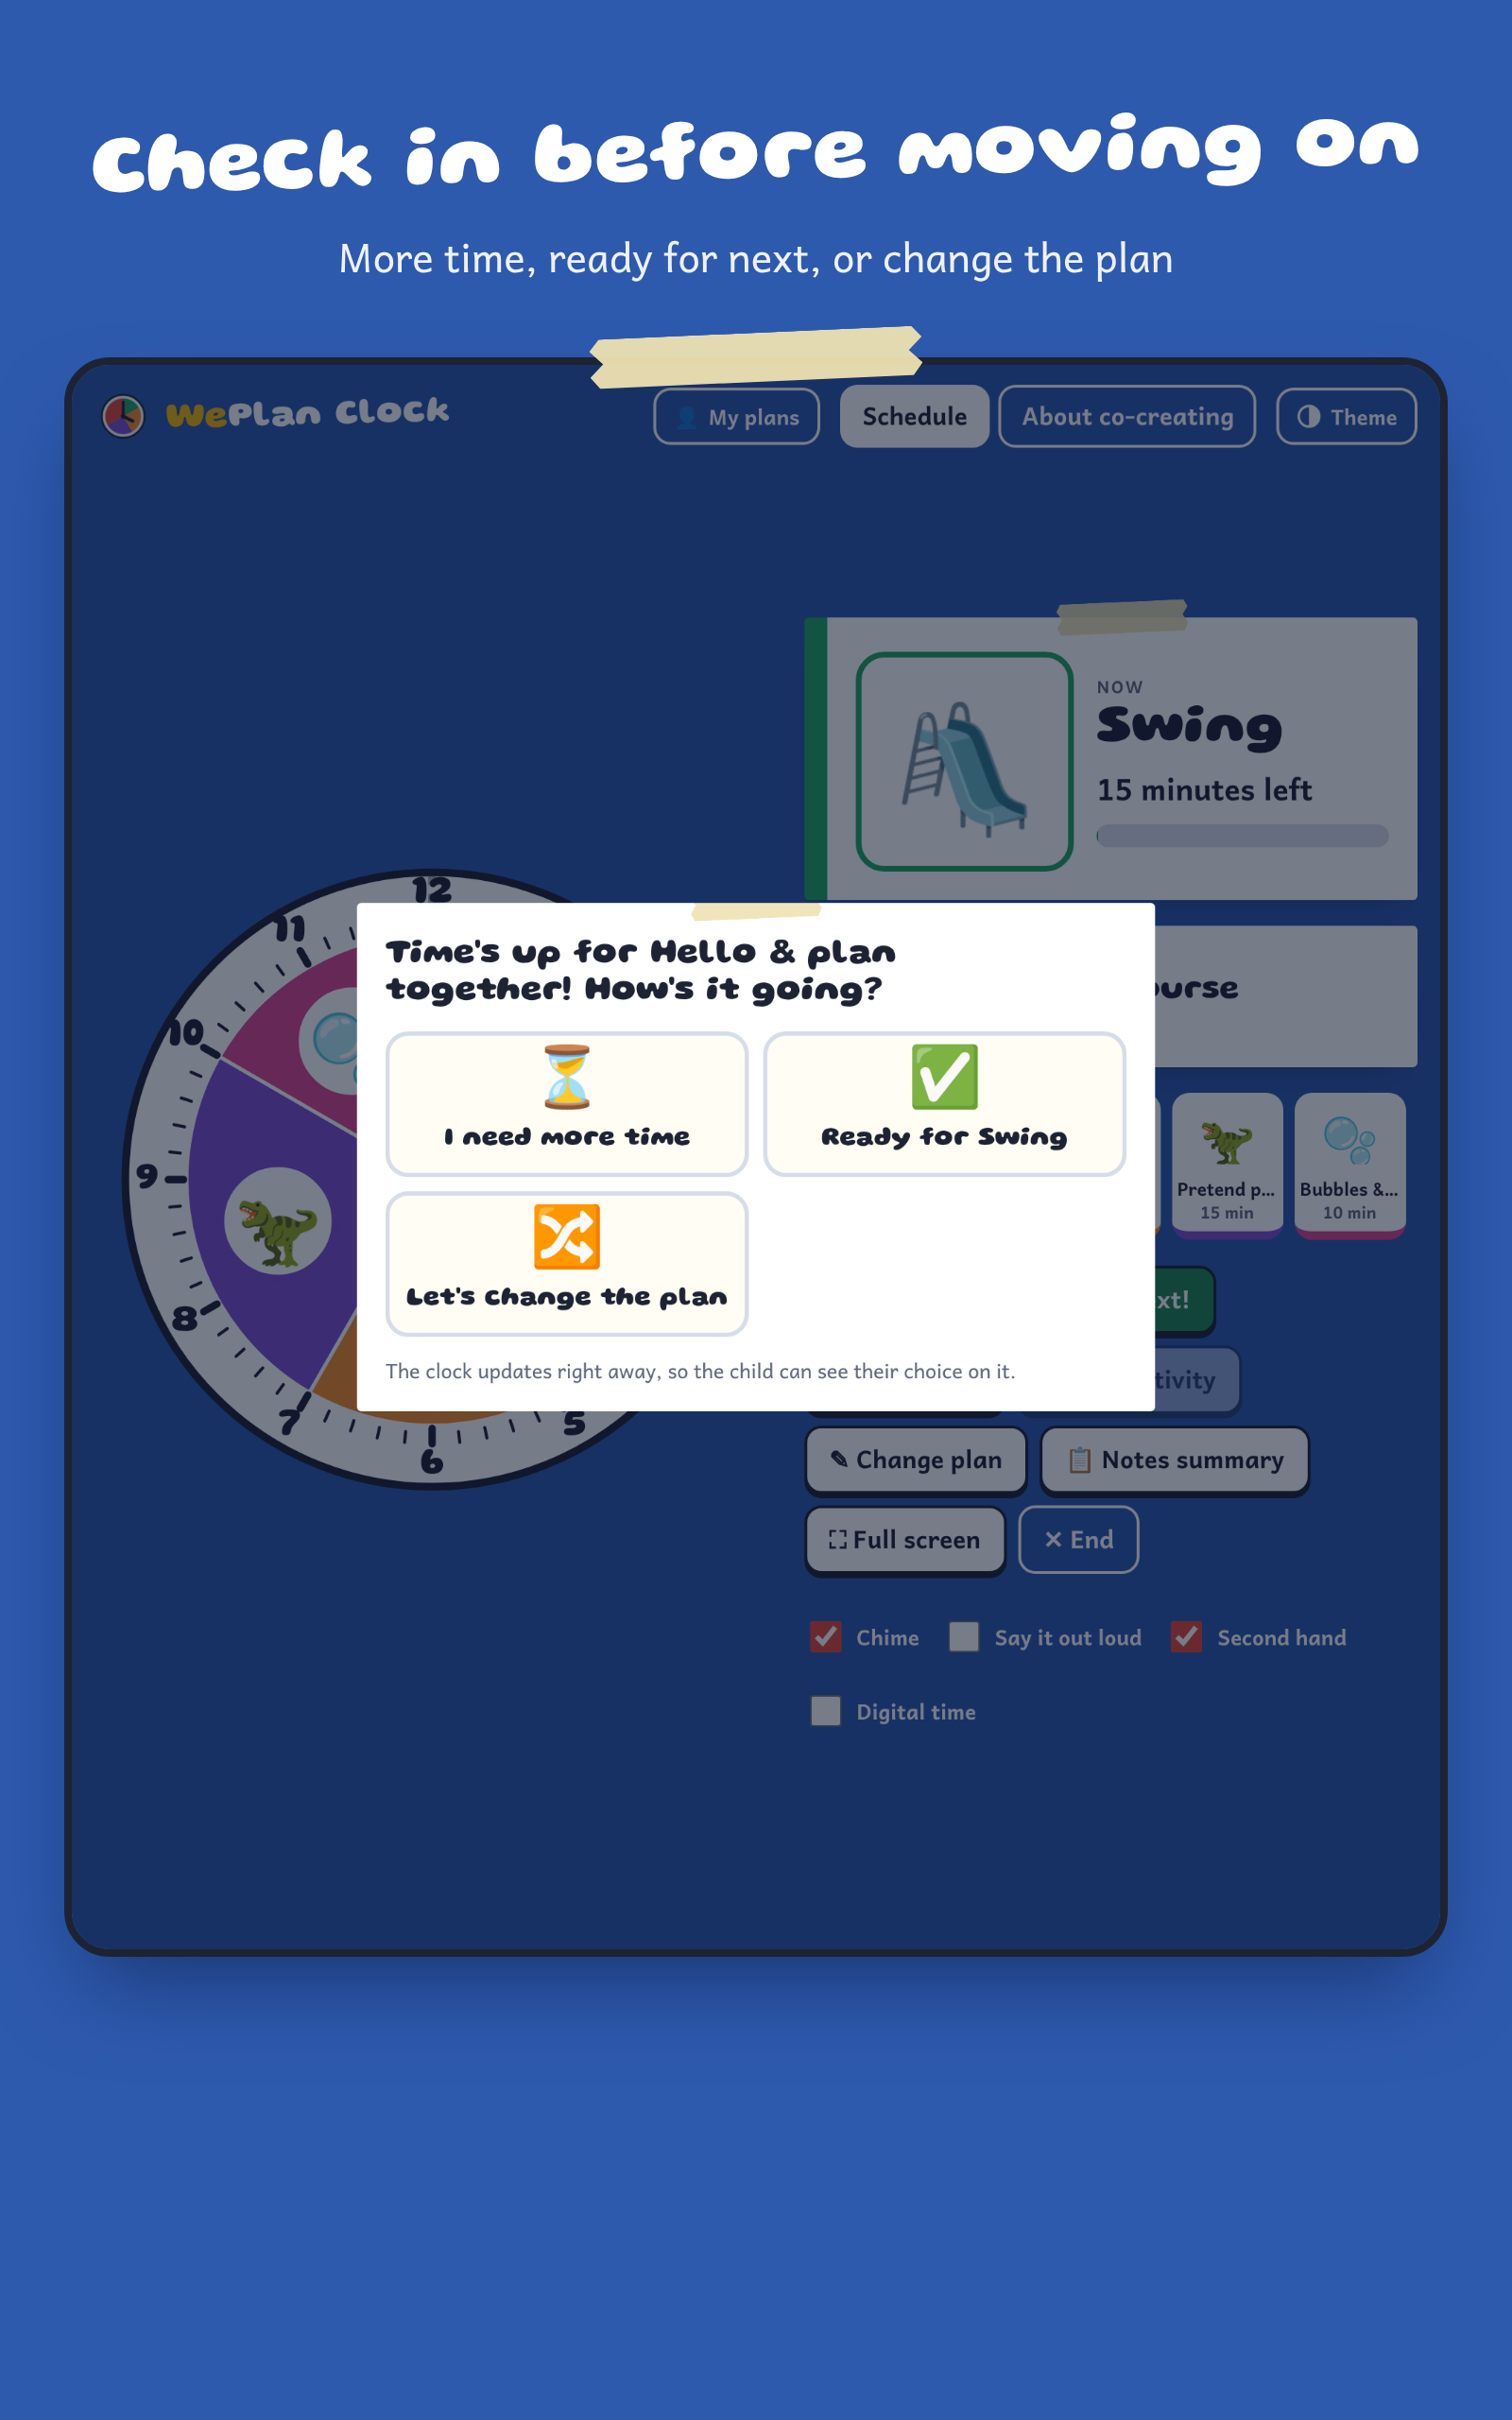 Check in before moving on
More time, ready for next, or change the plan
WePlan Clock
My plans
Schedule
About co-creating
Theme
NOW
Swing
15 minutes left
12
11
10
9
8
7
6
5
Time's up for Hello & plan
together! How's it going?
I need more time
Ready for Swing
Let's change the plan
The clock updates right away, so the child can see their choice on it.
Pretend p...
15 min
Bubbles &...
10 min
Change plan
Notes summary
Full screen
End
Chime
Say it out loud
Second hand
Digital time